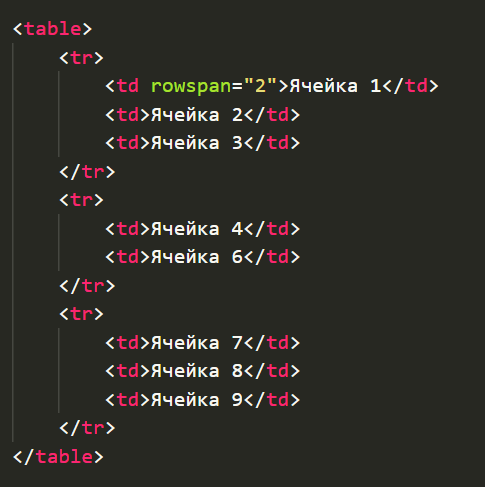 <table>
<tr>
<td rowspan="2">Ячейка 1</td>
<td>Ячейка 2</td>
<td>Ячейка 3</td>
</tr>
<tr>
<td>Ячейка 4</td>
<td>Ячейка 6</td>
</tr>
<tr>
<td>Ячейка 7</td>
<td>Ячейка 8</td>
<td>Ячейка 9</td>
</tr>
</table>